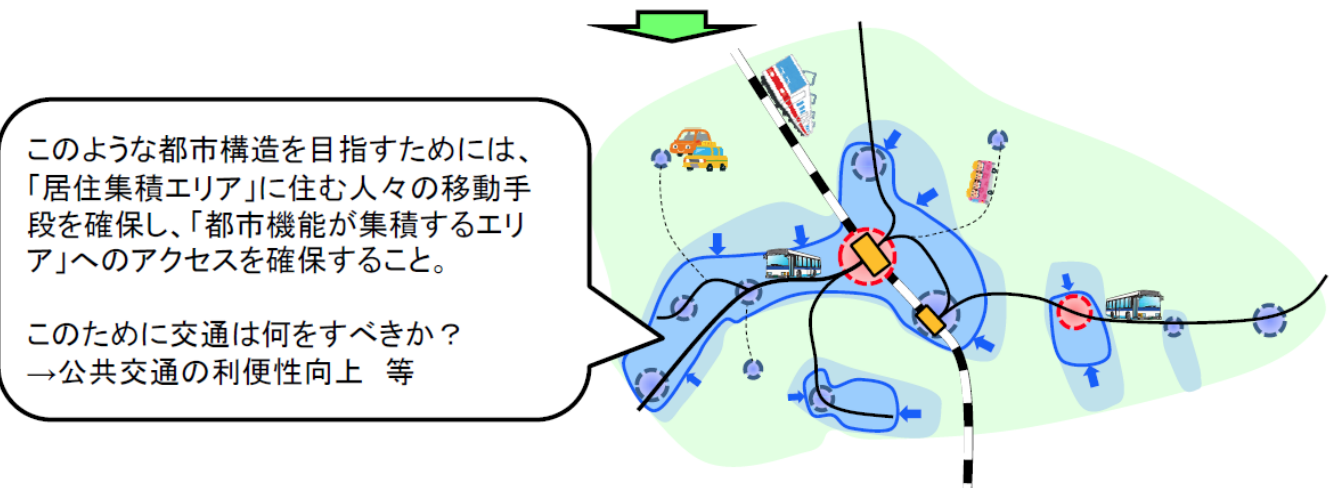 このような都市構造を目指すためには、
「居住集積エリア」に住む人々の移動手
段を確保し、「都市機能が集積するエリ
ア」へのアクセスを確保すること。
このために交通は何をすべきか？
→公共交通の利便性向上　等